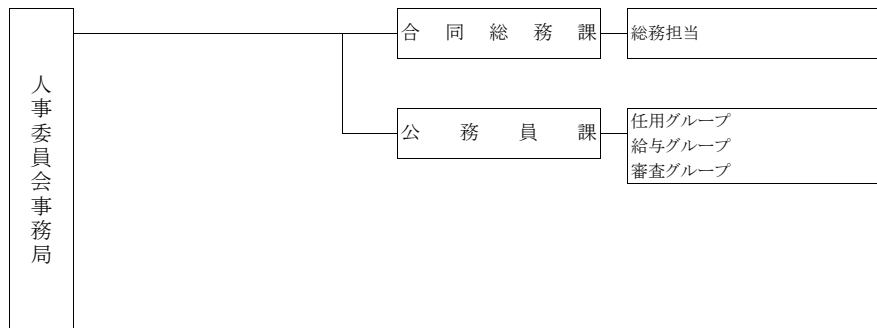 人事委員会事務局
合同総務課
総務担当
公務員課
任用グループ
給与グループ
審査グループ